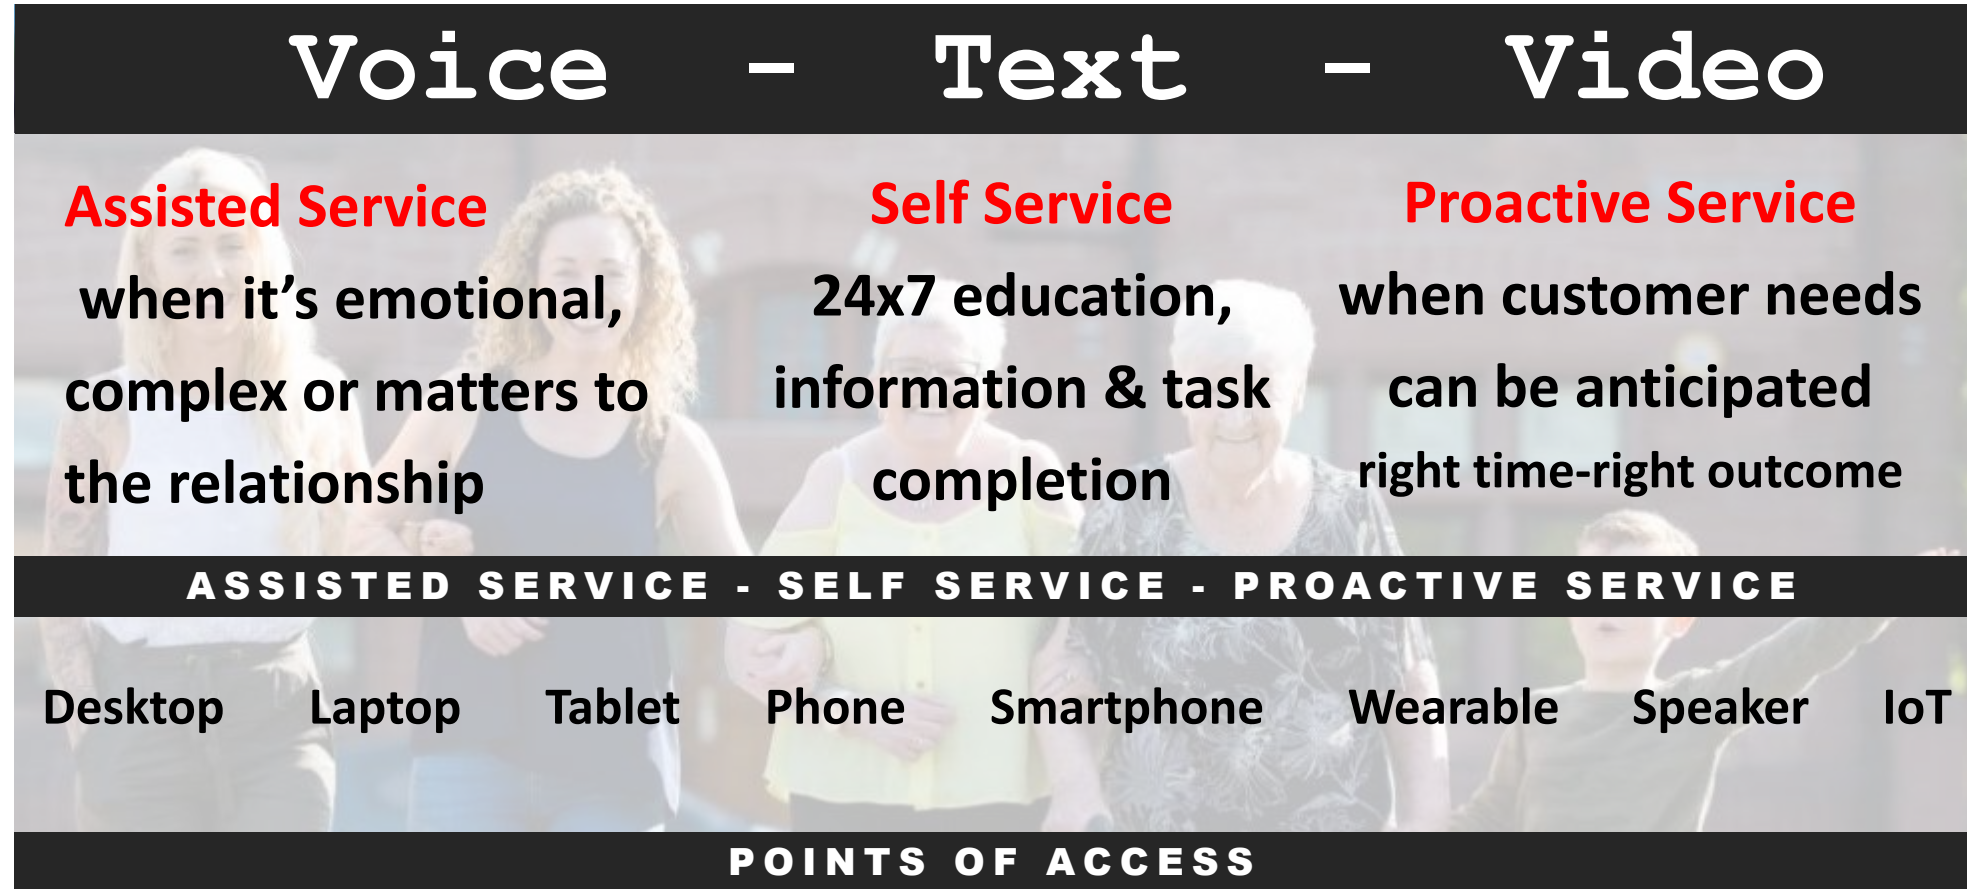 Voice - Text - Video
Assisted Service
when it’s emotional,
complex or matters to
the relationship
Self Service
24x7 education,
information & task
completion
Proactive Service
when customer needs
can be anticipated
right time-right outcome
ASSISTED SERVICE - SELF SERVICE - PROACTIVE SERVICE
Desktop Laptop Tablet Phone Smartphone Wearable Speaker IoT
POINTS OF ACCESS